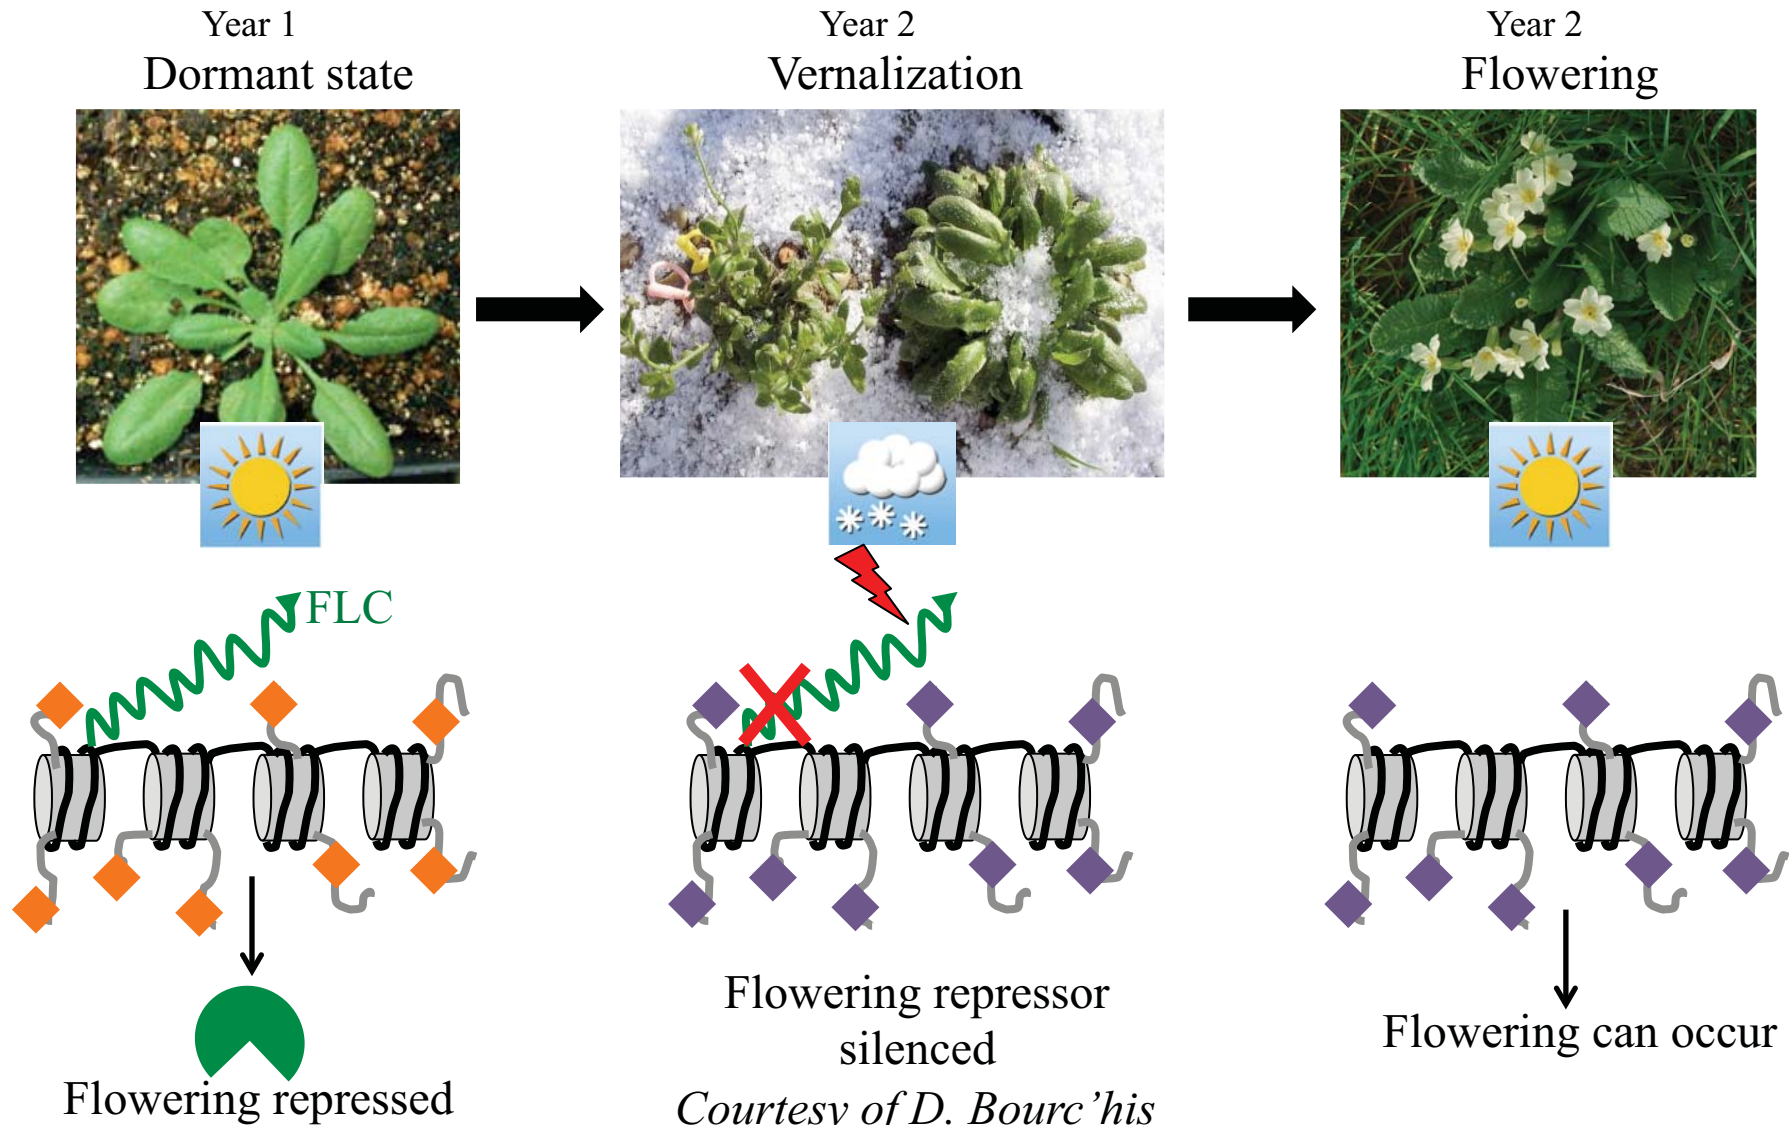 Year 1
Dormant state
Year 2
Vernalization
Year 2
Flowering
FLC
Flowering repressed
Flowering repressor
silenced
Courtesy of D. Bourc’his
Flowering can occur